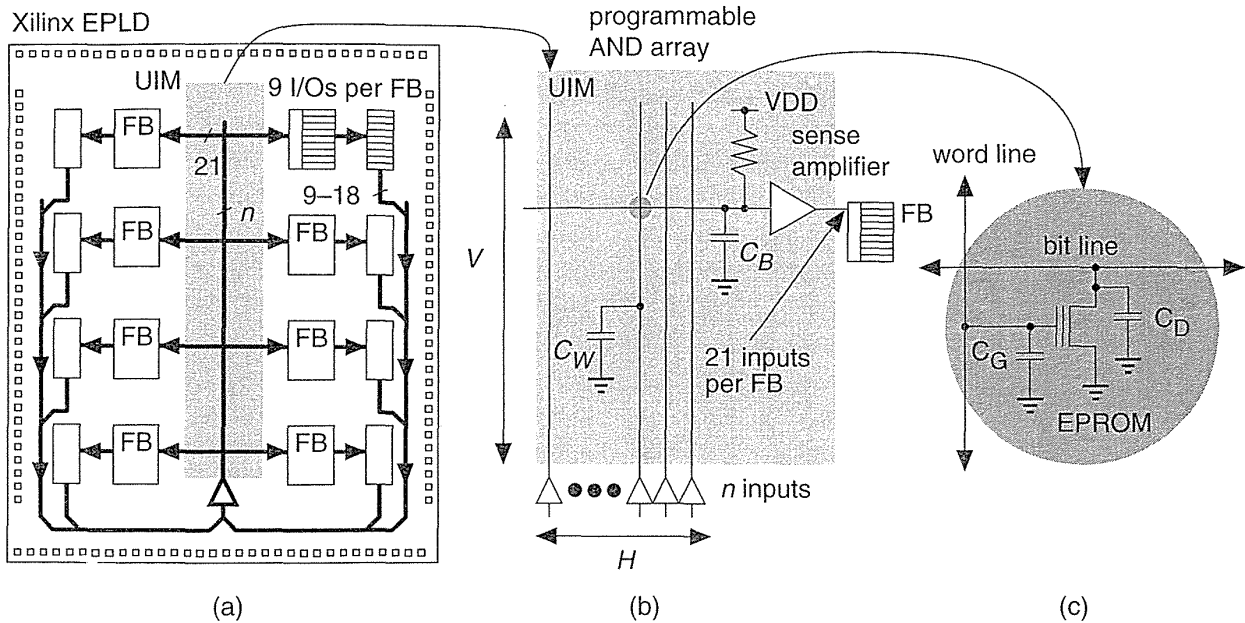 Xilinx EPLD
UIM
9 I/Os per FB
FB
21
9–18
n
FB
FB
FB
FB
FB
FB
(a)
programmable
AND array
UIM
VDD
sense
amplifier
FB
V
C_B
C_W
21 inputs
per FB
n inputs
H
(b)
word line
bit line
C_D
C_G
EPROM
(c)